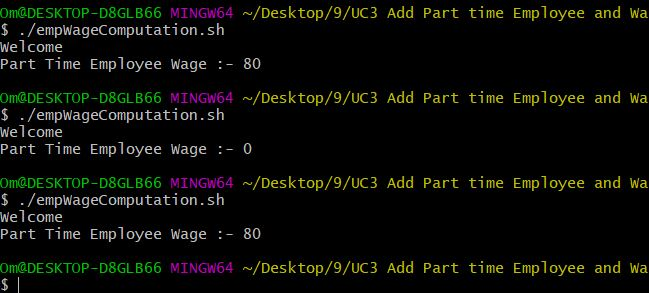 Om@DESKTOP-D8GLB66 MINGW64 ~/Desktop/9/UC3 Add Part time Employee and Wa
$ ./empWageComputation.sh
Welcome
Part Time Employee Wage :- 80
Om@DESKTOP-D8GLB66 MINGW64 ~/Desktop/9/UC3 Add Part time Employee and Wa
$ ./empWageComputation.sh
Welcome
Part Time Employee Wage :- 0
Om@DESKTOP-D8GLB66 MINGW64 ~/Desktop/9/UC3 Add Part time Employee and Wa
$ ./empWageComputation.sh
Welcome
Part Time Employee Wage :- 80
Om@DESKTOP-D8GLB66 MINGW64 ~/Desktop/9/UC3 Add Part time Employee and Wa
$